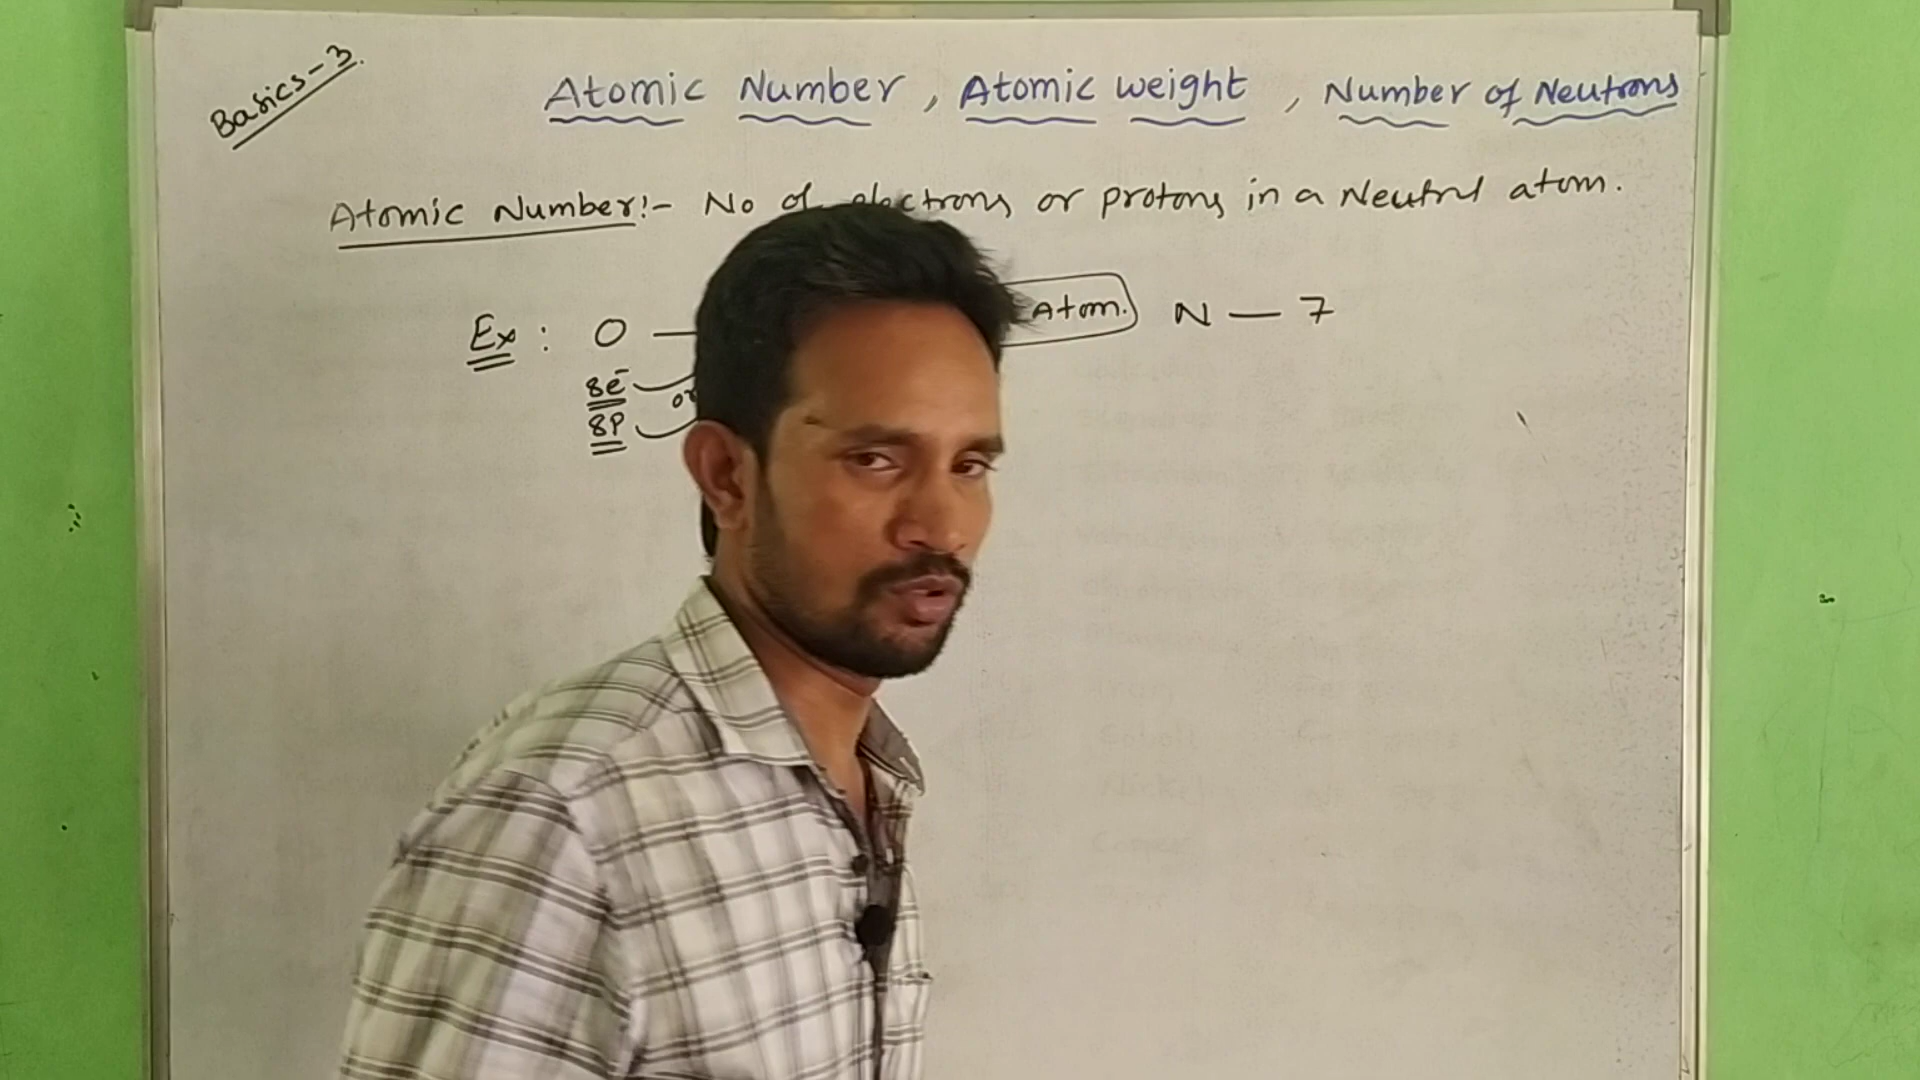 Basics-3.
Atomic Number, Atomic weight, Number of Neutrons
Atomic Number:- No of electrons or protons in a Neutral atom.
Ex : O — Atom. N — 7
8e-
or
8P